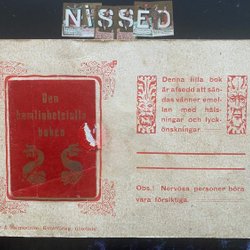 NISSED
Den
hemlighetsfulla
boken
Denna lilla bok
är afsedd att sän-
das vänner emel-
lan med häls-
ningar och lyck-
önskningar.
Obs.! Nervösa personer böra
vara försiktiga.